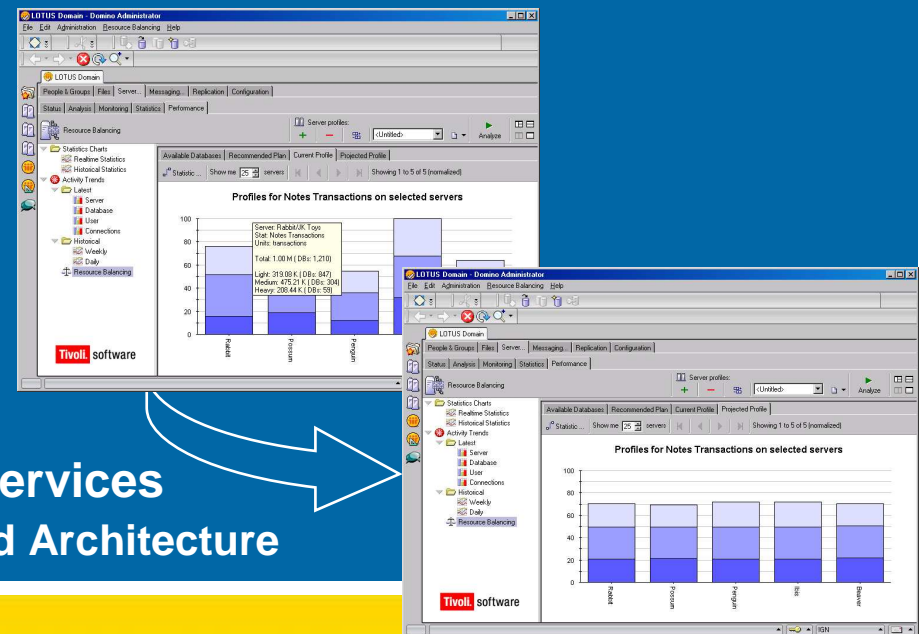 LOTUS Domain - Domino Administrator
File Edit Administration Resource Balancing Help
LOTUS Domain
People & Groups Files Server... Messaging... Replication Configuration
Status Analysis Monitoring Statistics Performance
Resource Balancing
Server profiles:
<Untitled>
Analyze
Statistics Charts
Realtime Statistics
Historical Statistics
Activity Trends
Latest
Server
Database
User
Connections
Historical
Weekly
Daily
Resource Balancing
Tivoli. software
Available Databases Recommended Plan Current Profile Projected Profile
Statistic ... Show me 25 servers Showing 1 to 5 of 5 (normalized)
Profiles for Notes Transactions on selected servers
100
80
60
40
20
0
Server: Rabbit/JK Toys
Stat: Notes Transactions
Units: transactions
Total: 1.00 M ( DBs: 1,210)
Light: 319.08 K ( DBs: 847)
Medium: 475.21 K ( DBs: 304)
Heavy: 208.44 K ( DBs: 59)
Rabbit
Possum
Penguin
LOTUS Domain - Domino Administrator
File Edit Administration Resource Balancing Help
LOTUS Domain
People & Groups Files Server... Messaging... Replication Configuration
Status Analysis Monitoring Statistics Performance
Resource Balancing
Server profiles:
<Untitled>
Analyze
Statistics Charts
Realtime Statistics
Historical Statistics
Activity Trends
Latest
Server
Database
User
Connections
Historical
Weekly
Daily
Resource Balancing
Tivoli. software
Available Databases Recommended Plan Current Profile Projected Profile
Statistic ... Show me 25 servers Showing 1 to 5 of 5 (normalized)
Profiles for Notes Transactions on selected servers
100
80
60
40
20
0
Rabbit
Possum
Penguin
Ibis
Beaver
IGN
ervices
d Architecture